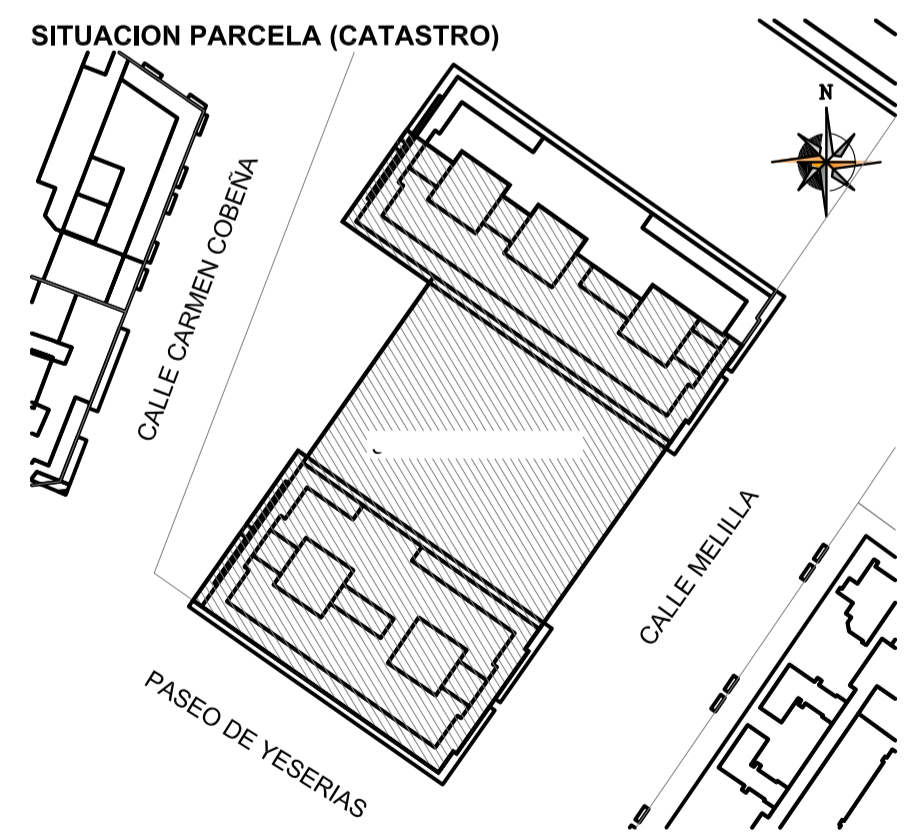 SITUACION PARCELA (CATASTRO)
N
CALLE CARMEN COBEÑA
CALLE MELILLA
PASEO DE YESERIAS